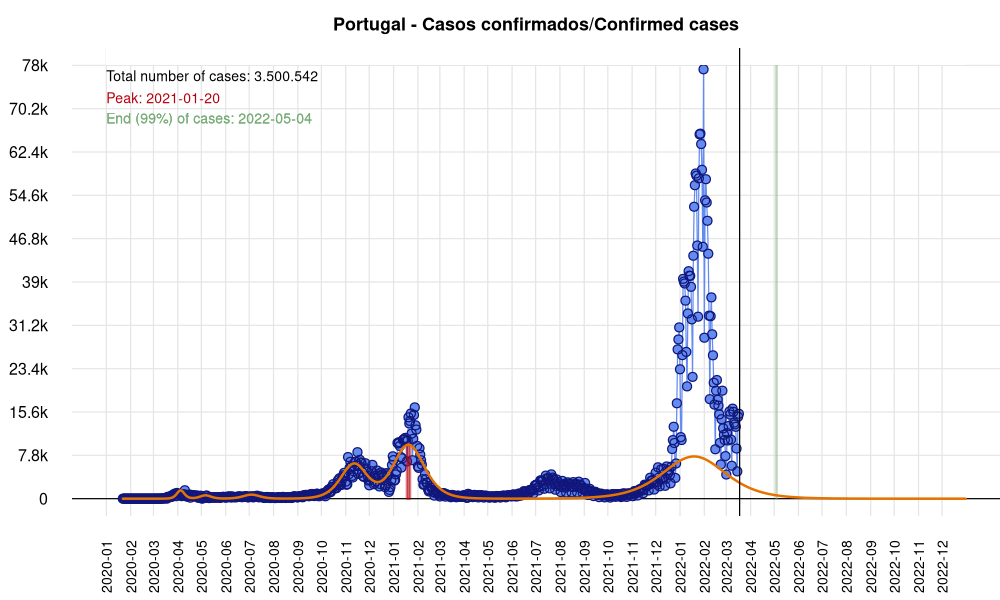 Portugal - Casos confirmados/Confirmed cases
78k
Total number of cases: 3.500.542
Peak: 2021-01-20
70.2k
End (99%) of cases: 2022-05-04
62.4k
54.6k
46.8k
39k
31.2k
23.4k
15.6k
7.8k
0
2020-01
2020-02
2020-03
2020-04
2020-05
2020-06
2020-07
2020-08
2020-09
2020-10
2020-11
2020-12
2021-01
2021-02
2021-03
2021-04
2021-05
2021-06
2021-07
2021-08
2021-09
2021-10
2021-11
2021-12
2022-01
2022-02
2022-03
2022-04
2022-05
2022-06
2022-07
2022-08
2022-09
2022-10
2022-11
2022-12